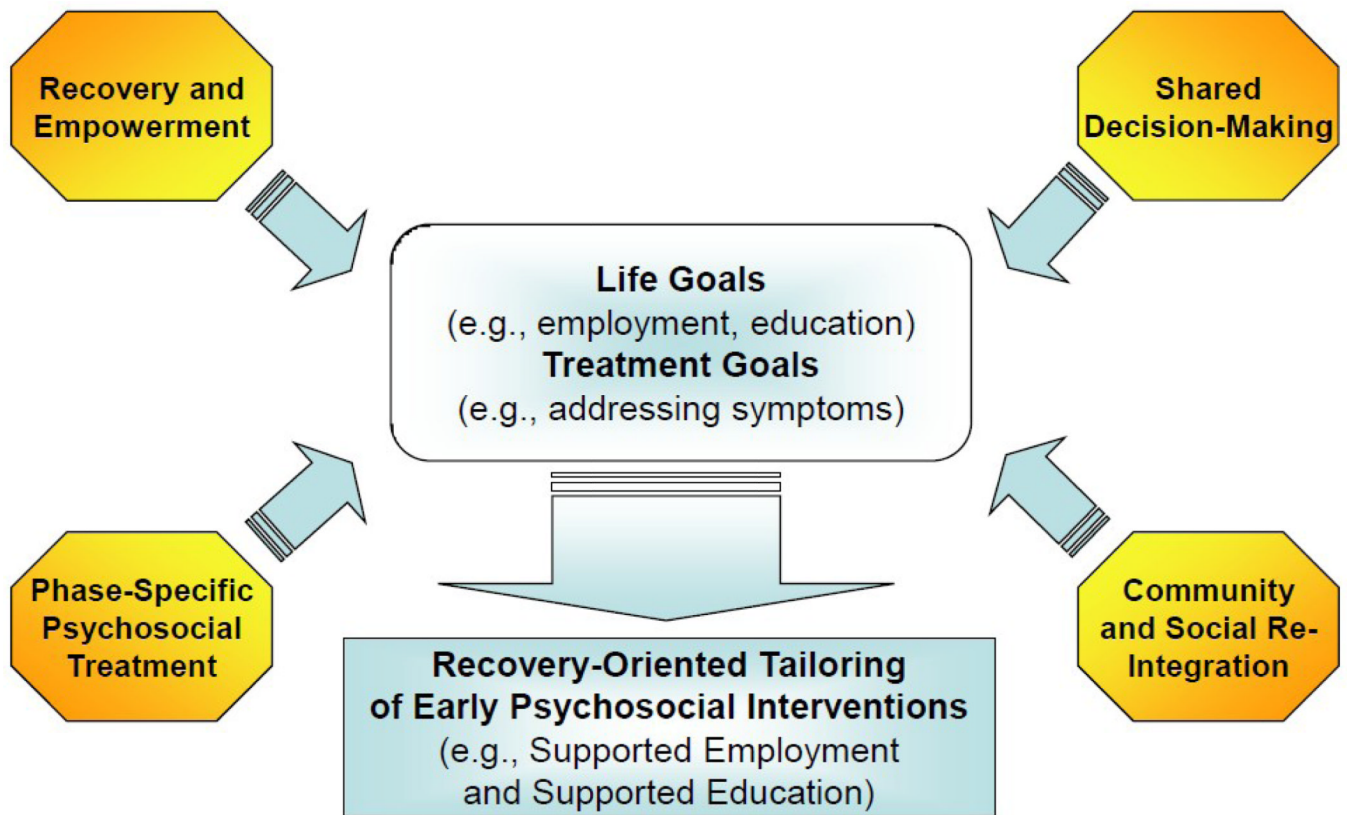 Recovery and
Empowerment
Shared
Decision-Making
Life Goals
(e.g., employment, education)
Treatment Goals
(e.g., addressing symptoms)
Phase-Specific
Psychosocial
Treatment
Community
and Social Re-
Integration
Recovery-Oriented Tailoring
of Early Psychosocial Interventions
(e.g., Supported Employment
and Supported Education)